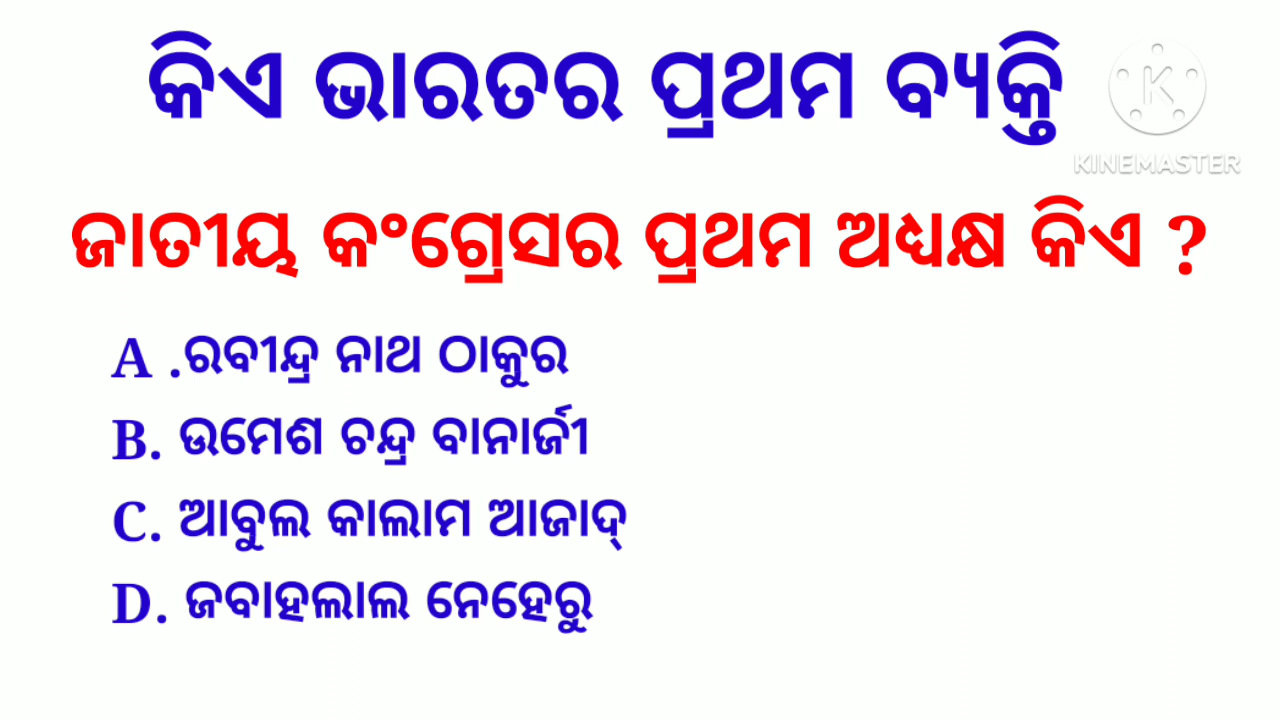 କିଏ ଭାରତର ପ୍ରଥମ ବ୍ୟକ୍ତି
KINEMASTER
ଜାତୀୟ କଂଗ୍ରେସର ପ୍ରଥମ ଅଧ୍ୟକ୍ଷ କିଏ ?
A .ରବୀନ୍ଦ୍ର ନାଥ ଠାକୁର
B. ଉମେଶ ଚନ୍ଦ୍ର ବାନାର୍ଜୀ
C. ଆବୁଲ କାଲାମ ଆଜାଦ୍
D. ଜବାହଲାଲ ନେହେରୁ